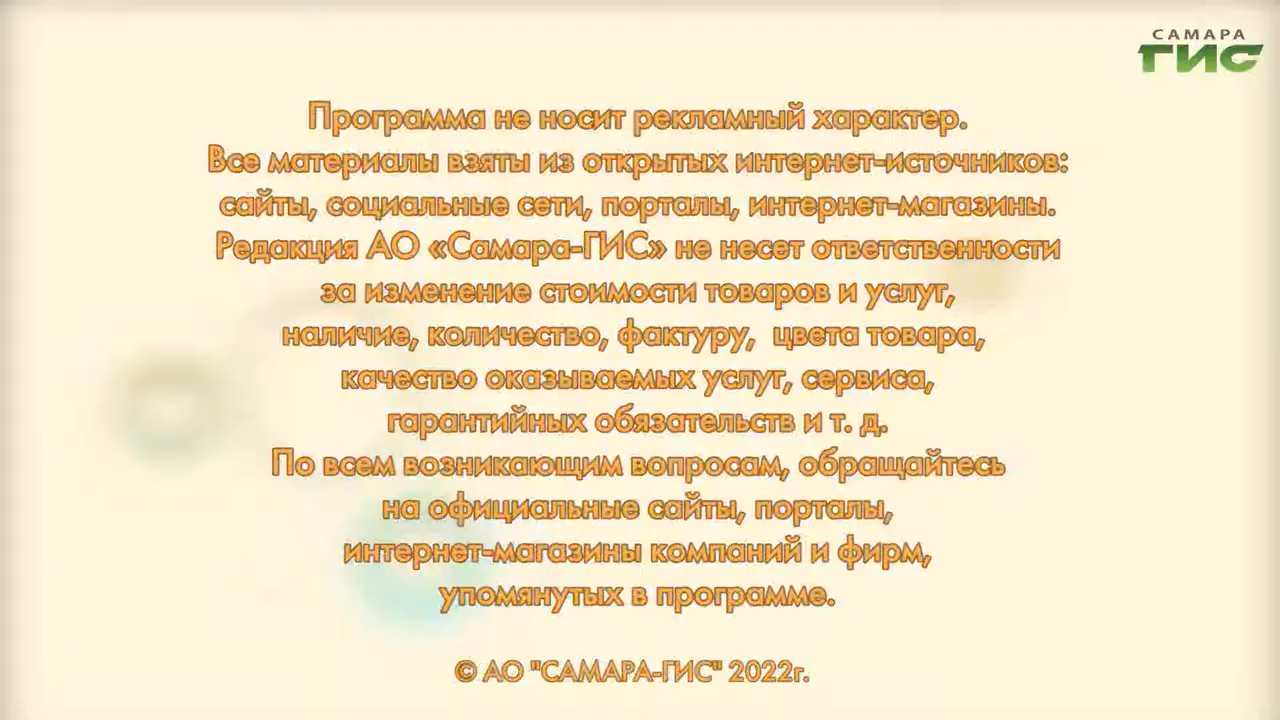 САМАРА
ГИС
Программа не носит рекламный характер.
Все материалы взяты из открытых интернет-источников:
сайты, социальные сети, порталы, интернет-магазины.
Редакция АО «Самара-ГИС» не несет ответственности
за изменение стоимости товаров и услуг,
наличие, количество, фактуру, цвета товара,
качество оказываемых услуг, сервиса,
гарантийных обязательств и т. д.
По всем возникающим вопросам, обращайтесь
на официальные сайты, порталы,
интернет-магазины компаний и фирм,
упомянутых в программе.
© АО "САМАРА-ГИС" 2022г.